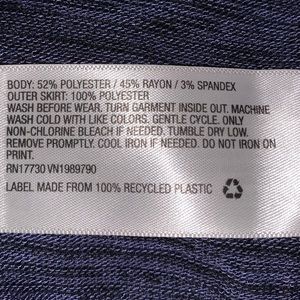 BODY: 52% POLYESTER / 45% RAYON / 3% SPANDEX
OUTER SKIRT: 100% POLYESTER
WASH BEFORE WEAR. TURN GARMENT INSIDE OUT. MACHINE
WASH COLD WITH LIKE COLORS. GENTLE CYCLE. ONLY
NON-CHLORINE BLEACH IF NEEDED. TUMBLE DRY LOW.
REMOVE PROMPTLY. COOL IRON IF NEEDED. DO NOT IRON ON
PRINT.
RN17730 VN1989790
LABEL MADE FROM 100% RECYCLED PLASTIC